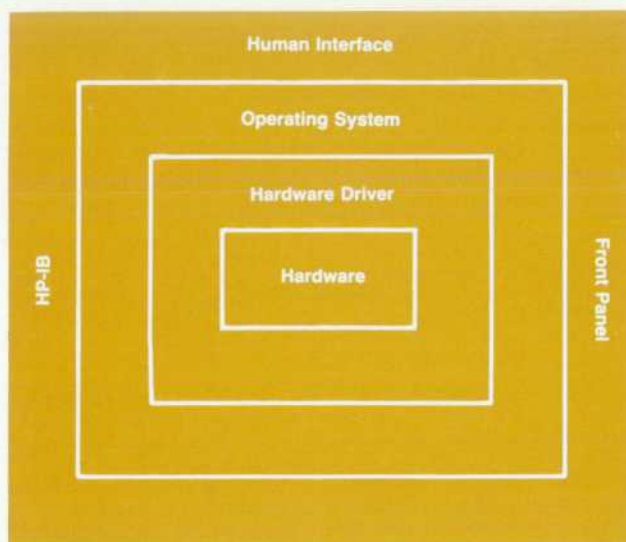 Human Interface
Operating System
Hardware Driver
Hardware
HP-IB
Front Panel